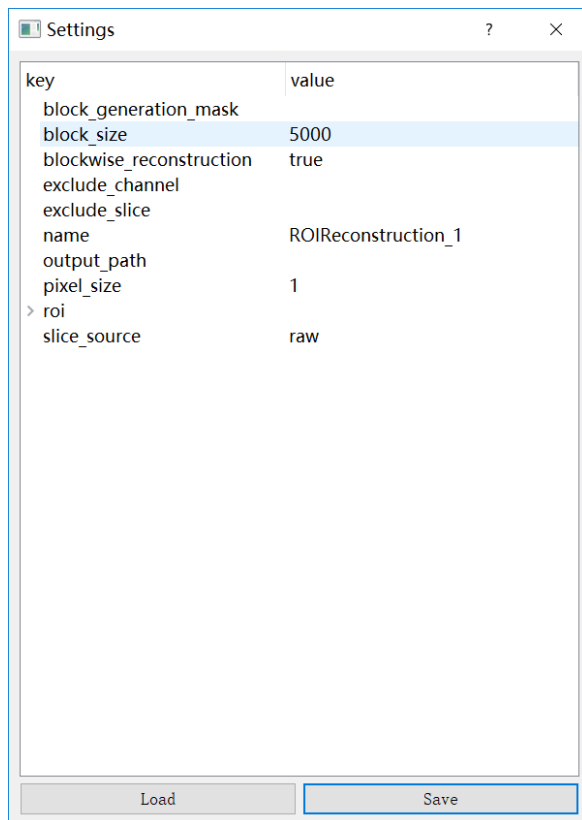 Settings ?
key value
block_generation_mask
block_size 5000
blockwise_reconstruction true
exclude_channel
exclude_slice
name ROIReconstruction_1
output_path
pixel_size 1
roi
slice_source raw
Load Save